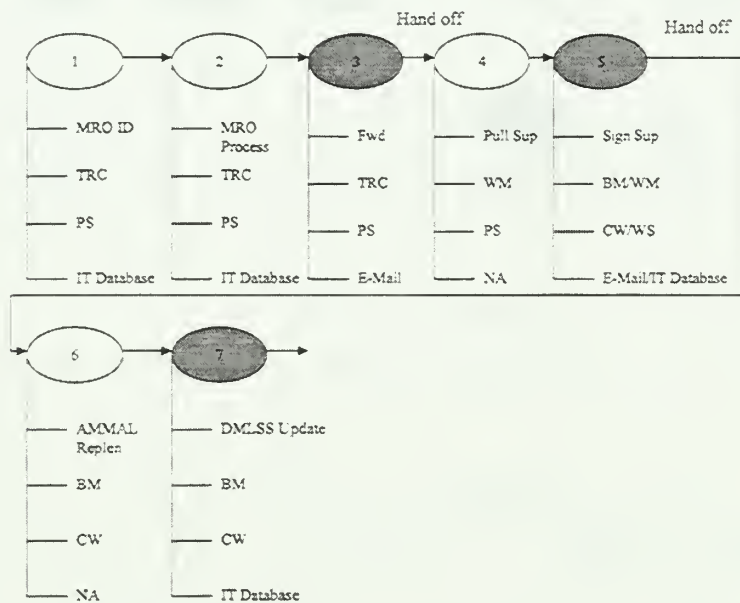 Hand off
Hand off
1
2
3
4
5
MRO ID
TRC
PS
IT Database
MRO
Process
TRC
PS
IT Database
Fwd
TRC
PS
E-Mail
Pull Sup
WM
PS
NA
Sign Sup
BM/WM
CW/WS
E-Mail/IT Database
6
7
AMMAL
Replen
BM
CW
NA
DMLSS Update
BM
CW
IT Database